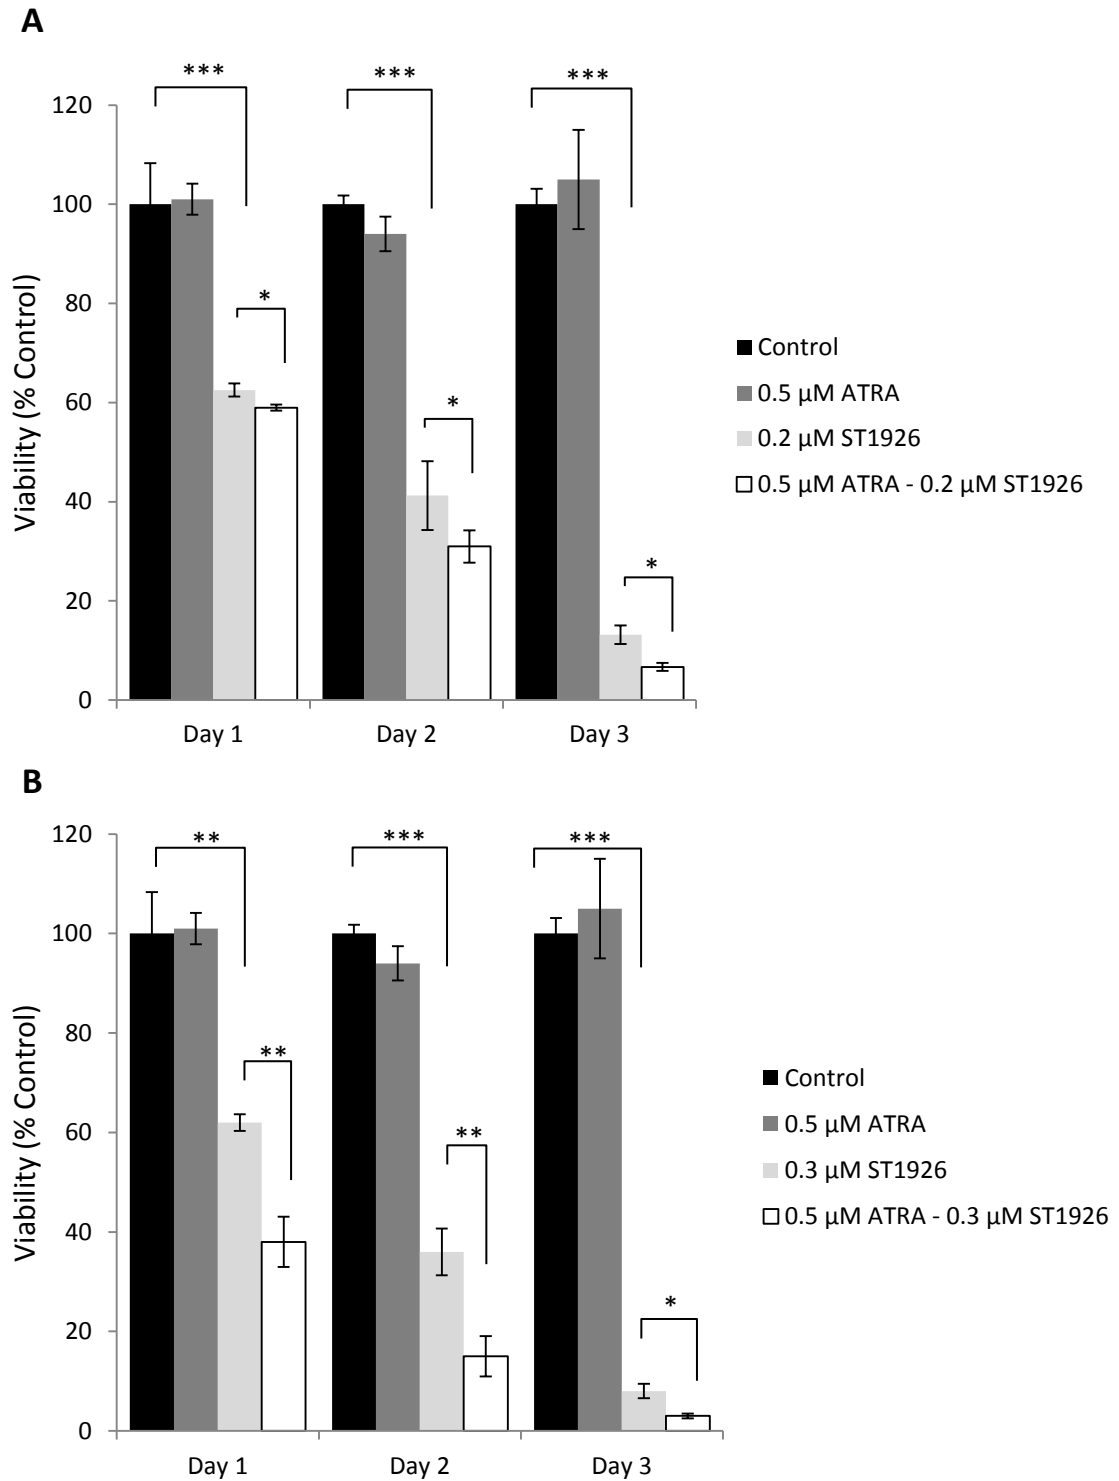 A
*** *** ***
120
100
80
60
40
20
0
Viability (% Control)
* * *
Day 1 Day 2 Day 3
Control
0.5 µM ATRA
0.2 µM ST1926
0.5 µM ATRA - 0.2 µM ST1926
B
** *** ***
120
100
80
60
40
20
0
Viability (% Control)
** ** *
Day 1 Day 2 Day 3
Control
0.5 µM ATRA
0.3 µM ST1926
0.5 µM ATRA - 0.3 µM ST1926